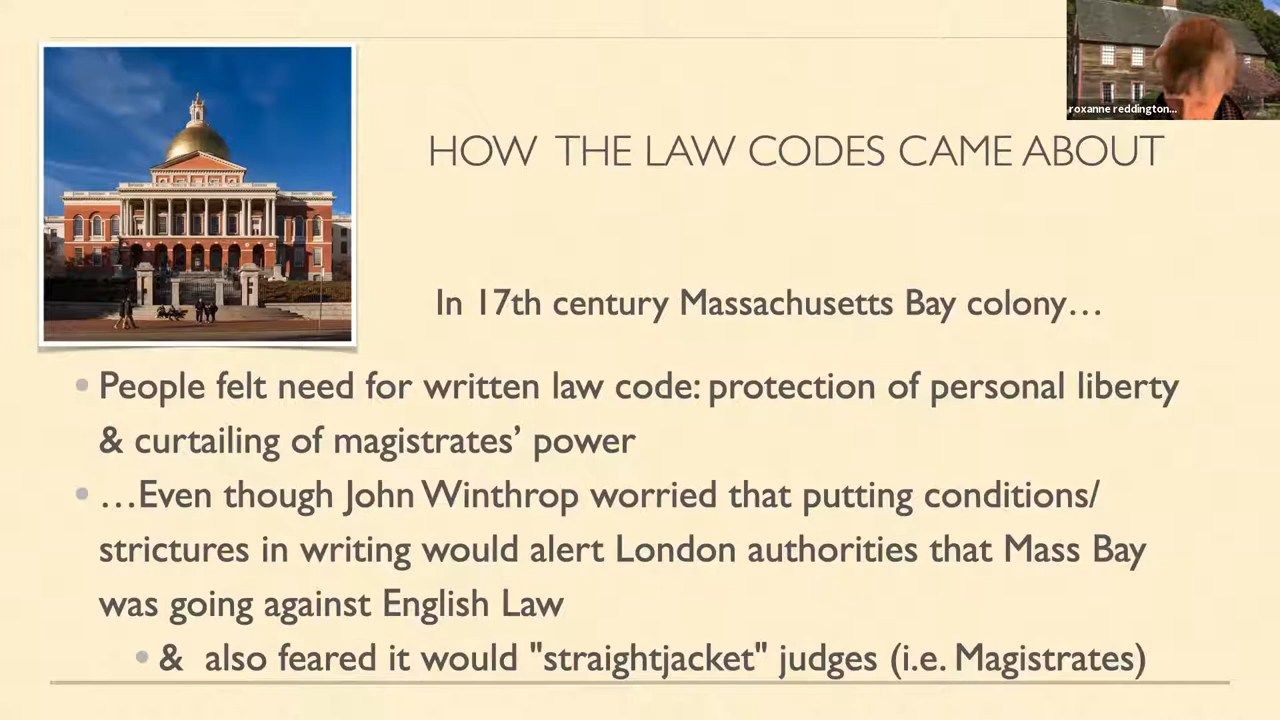 roxanne reddington...
HOW THE LAW CODES CAME ABOUT
In 17th century Massachusetts Bay colony...
• People felt need for written law code: protection of personal liberty
& curtailing of magistrates’ power
• ...Even though John Winthrop worried that putting conditions/
strictures in writing would alert London authorities that Mass Bay
was going against English Law
• & also feared it would "straightjacket" judges (i.e. Magistrates)